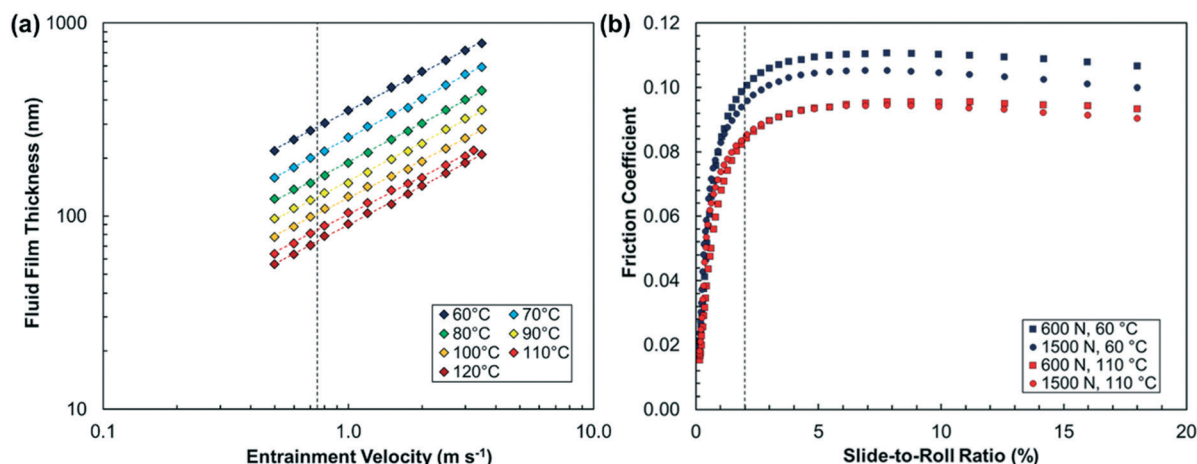 (a)
1000
100
10
0.1
1.0
10.0
Fluid Film Thickness (nm)
Entrainment Velocity (m s⁻¹)
60°C 70°C
80°C 90°C
100°C 110°C
120°C
(b)
0.12
0.10
0.08
0.06
0.04
0.02
0.00
0 5 10 15 20
Friction Coefficient
Slide-to-Roll Ratio (%)
600 N, 60 °C
1500 N, 60 °C
600 N, 110 °C
1500 N, 110 °C